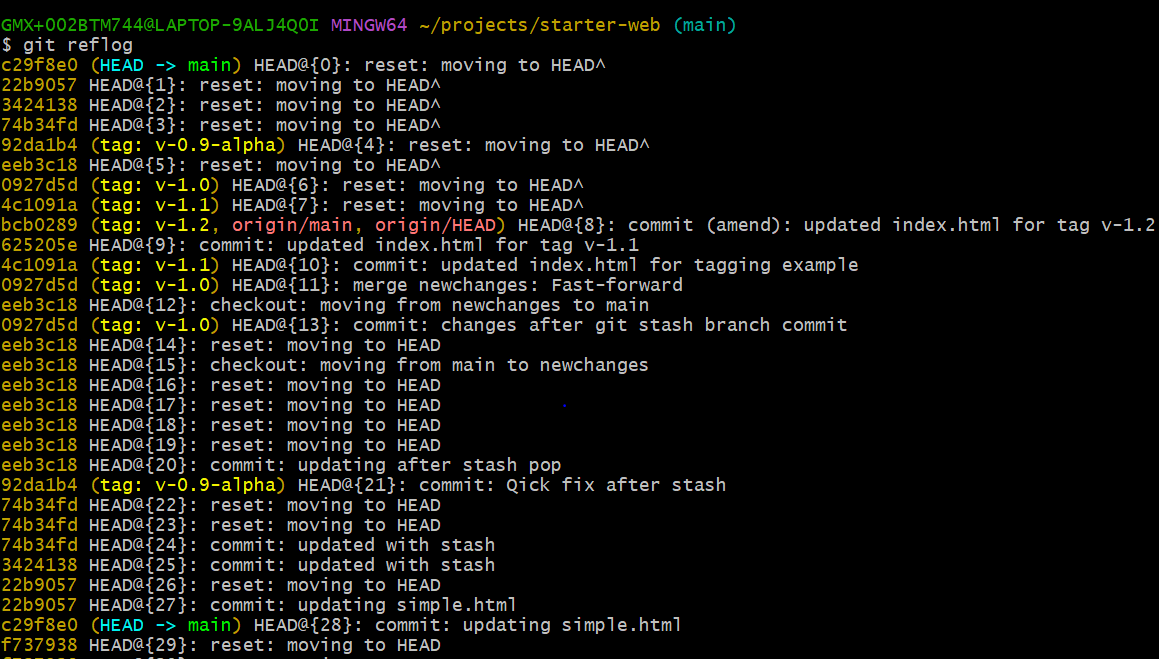 GMX+002BTM744@LAPTOP-9ALJ4QOI MINGW64 ~/projects/starter-web (main)
$ git reflog
c29f8e0 (HEAD -> main) HEAD@{0}: reset: moving to HEAD^
22b9057 HEAD@{1}: reset: moving to HEAD^
3424138 HEAD@{2}: reset: moving to HEAD^
74b34fd HEAD@{3}: reset: moving to HEAD^
92da1b4 (tag: v-0.9-alpha) HEAD@{4}: reset: moving to HEAD^
eeb3c18 HEAD@{5}: reset: moving to HEAD^
0927d5d (tag: v-1.0) HEAD@{6}: reset: moving to HEAD^
4c1091a (tag: v-1.1) HEAD@{7}: reset: moving to HEAD^
bcb0289 (tag: v-1.2, origin/main, origin/HEAD) HEAD@{8}: commit (amend): updated index.html for tag v-1.2
625205e HEAD@{9}: commit: updated index.html for tag v-1.1
4c1091a (tag: v-1.1) HEAD@{10}: commit: updated index.html for tagging example
0927d5d (tag: v-1.0) HEAD@{11}: merge newchanges: Fast-forward
eeb3c18 HEAD@{12}: checkout: moving from newchanges to main
0927d5d (tag: v-1.0) HEAD@{13}: commit: changes after git stash branch commit
eeb3c18 HEAD@{14}: reset: moving to HEAD
eeb3c18 HEAD@{15}: checkout: moving from main to newchanges
eeb3c18 HEAD@{16}: reset: moving to HEAD
eeb3c18 HEAD@{17}: reset: moving to HEAD
eeb3c18 HEAD@{18}: reset: moving to HEAD
eeb3c18 HEAD@{19}: reset: moving to HEAD
eeb3c18 HEAD@{20}: commit: updating after stash pop
92da1b4 (tag: v-0.9-alpha) HEAD@{21}: commit: Qick fix after stash
74b34fd HEAD@{22}: reset: moving to HEAD
74b34fd HEAD@{23}: reset: moving to HEAD
74b34fd HEAD@{24}: commit: updated with stash
3424138 HEAD@{25}: commit: updated with stash
22b9057 HEAD@{26}: reset: moving to HEAD
22b9057 HEAD@{27}: commit: updating simple.html
c29f8e0 (HEAD -> main) HEAD@{28}: commit: updating simple.html
f737938 HEAD@{29}: reset: moving to HEAD